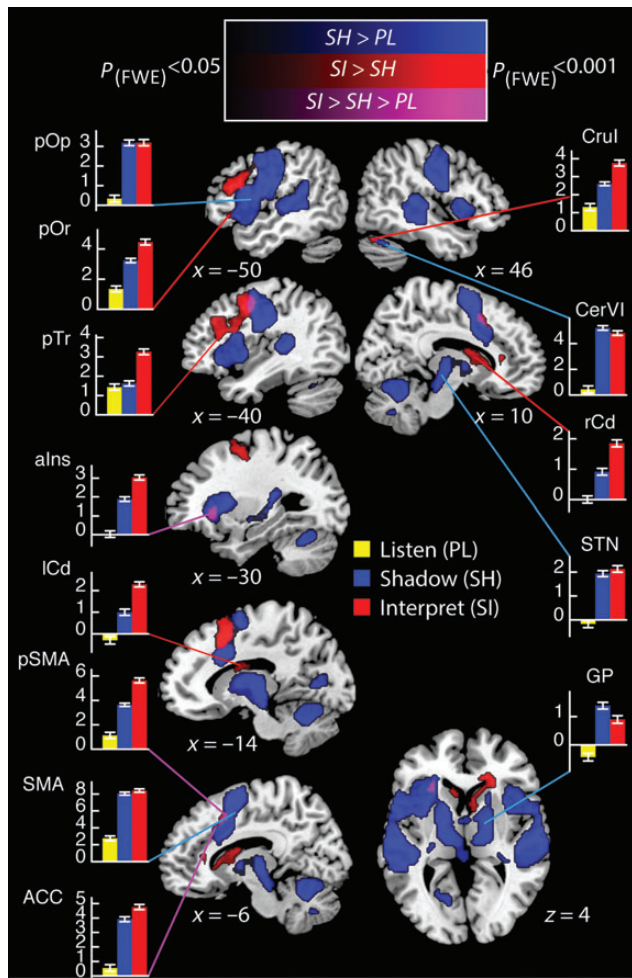 SH > PL
P(FWE)<0.05
SI > SH
P(FWE)<0.001
SI > SH > PL
pOp
3
2
1
0
CruI
4
3
2
1
0
pOr
4
2
0
x = −50
x = 46
pTr
4
3
2
1
0
CerVI
4
2
0
x = −40
x = 10
rCd
2
1
0
aIns
3
2
1
0
x = −30
Listen (PL)
Shadow (SH)
Interpret (SI)
STN
2
1
0
lCd
2
1
0
pSMA
6
4
2
0
x = −14
GP
1
0
SMA
8
6
4
2
0
ACC
5
4
3
2
1
0
x = −6
z = 4